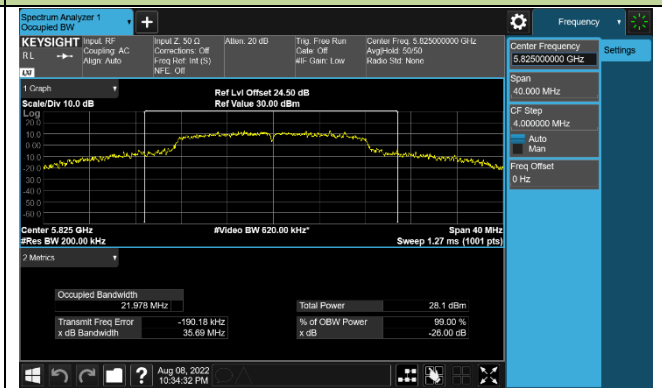 Spectrum Analyzer 1
Occupied BW
+
Frequency
KEYSIGHT
RL
LXI
Input: RF
Coupling: AC
Align: Auto
Input Z: 50 Ω
Corrections: Off
Freq Ref: Int (S)
NFE: Off
Atten: 20 dB
Trig: Free Run
Gate: Off
#IF Gain: Low
Center Freq: 5.825000000 GHz
Avg|Hold: 50/50
Radio Std: None
Center Frequency
5.825000000 GHz
Settings
Span
40.000 MHz
CF Step
4.000000 MHz
Auto
Man
Freq Offset
0 Hz
1 Graph
Scale/Div 10.0 dB
Ref Lvl Offset 24.50 dB
Ref Value 30.00 dBm
Log
20.0
10.0
0.00
-10.0
-20.0
-30.0
-40.0
-50.0
-60.0
Center 5.825 GHz
#Video BW 620.00 kHz*
Span 40 MHz
#Res BW 200.00 kHz
Sweep 1.27 ms (1001 pts)
2 Metrics
Occupied Bandwidth
21.978 MHz
Total Power 28.1 dBm
Transmit Freq Error -190.18 kHz
% of OBW Power 99.00 %
x dB Bandwidth 35.69 MHz
x dB -26.00 dB
?
Aug 08, 2022
10:34:32 PM